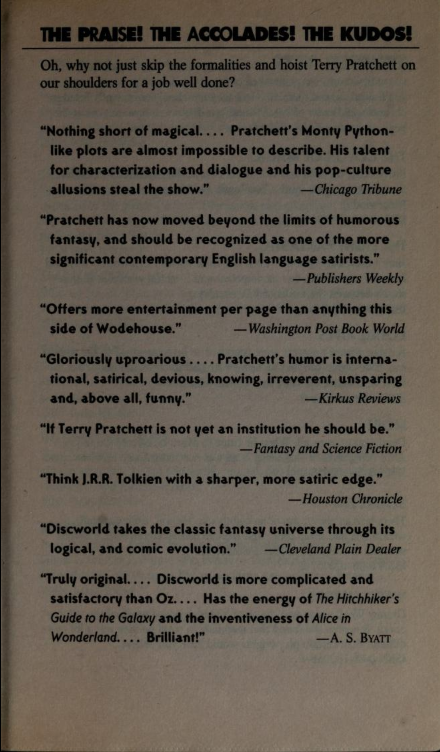 THE PRAISE! THE ACCOLADES! THE KUDOS!
Oh, why not just skip the formalities and hoist Terry Pratchett on
our shoulders for a job well done?
"Nothing short of magical. . . . Pratchett's Monty Python-
like plots are almost impossible to describe. His talent
for characterization and dialogue and his pop-culture
allusions steal the show." —Chicago Tribune
"Pratchett has now moved beyond the limits of humorous
fantasy, and should be recognized as one of the more
significant contemporary English language satirists."
—Publishers Weekly
"Offers more entertainment per page than anything this
side of Wodehouse." —Washington Post Book World
"Gloriously uproarious . . . . Pratchett's humor is interna-
tional, satirical, devious, knowing, irreverent, unsparing
and, above all, funny." —Kirkus Reviews
"If Terry Pratchett is not yet an institution he should be."
—Fantasy and Science Fiction
"Think J.R.R. Tolkien with a sharper, more satiric edge."
—Houston Chronicle
"Discworld takes the classic fantasy universe through its
logical, and comic evolution." —Cleveland Plain Dealer
"Truly original. . . . Discworld is more complicated and
satisfactory than Oz. . . . Has the energy of The Hitchhiker's
Guide to the Galaxy and the inventiveness of Alice in
Wonderland. . . . Brilliant!" —A. S. BYATT